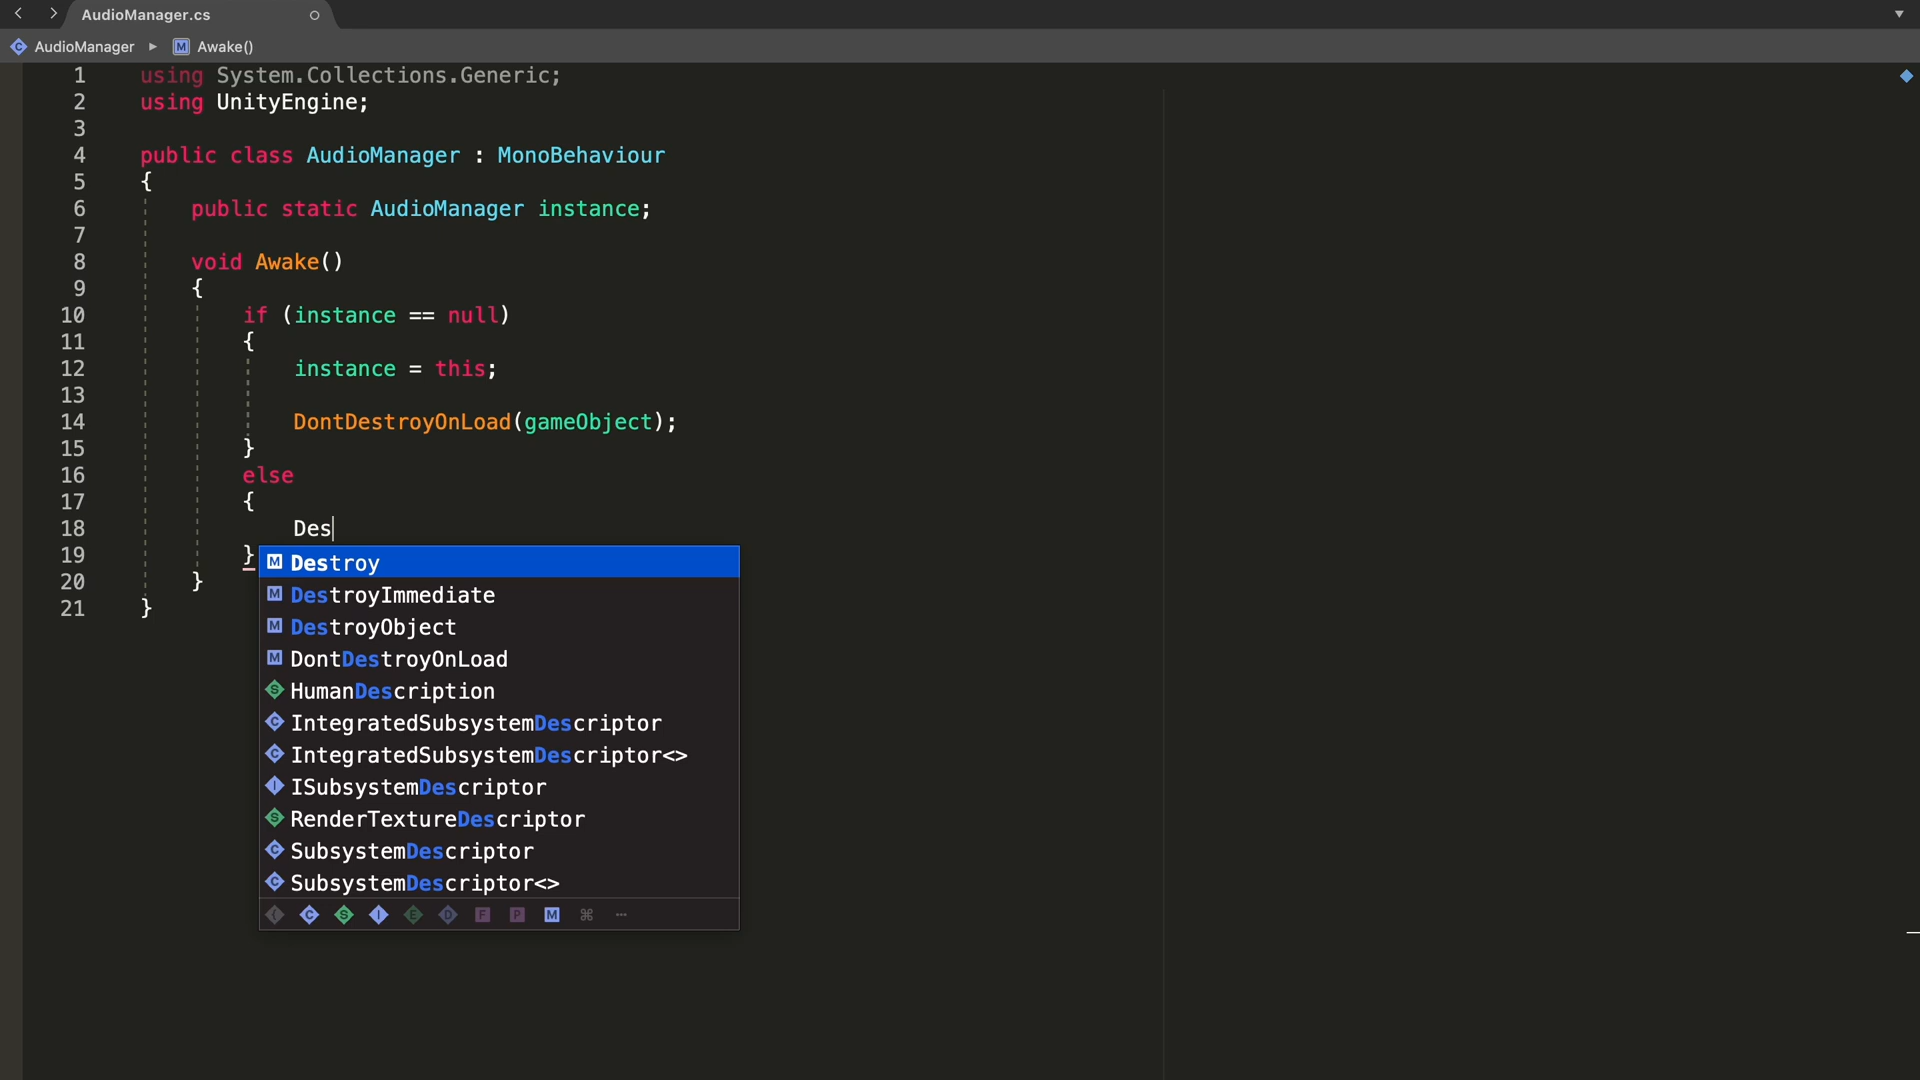 AudioManager.cs
AudioManager ▸ M Awake()
1 using System.Collections.Generic;
2 using UnityEngine;
3
4 public class AudioManager : MonoBehaviour
5 {
6 public static AudioManager instance;
7
8 void Awake()
9 {
10 if (instance == null)
11 {
12 instance = this;
13
14 DontDestroyOnLoad(gameObject);
15 }
16 else
17 {
18 Des
19 }
20 }
21 }
M Destroy
M DestroyImmediate
M DestroyObject
M DontDestroyOnLoad
S HumanDescription
C IntegratedSubsystemDescriptor
C IntegratedSubsystemDescriptor<>
I ISubsystemDescriptor
S RenderTextureDescriptor
C SubsystemDescriptor
C SubsystemDescriptor<>
C S I E D F P M ⌘ ···